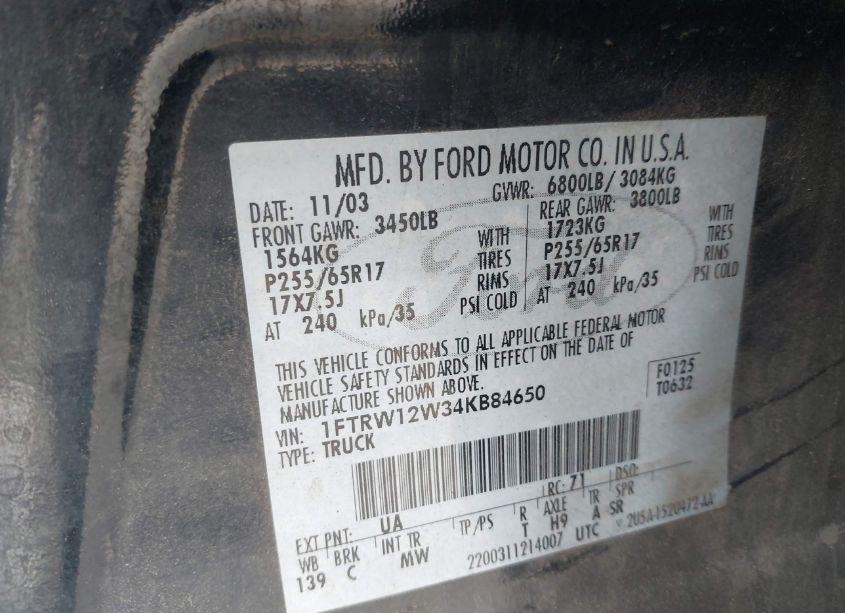 MFD. BY FORD MOTOR CO. IN U.S.A.
DATE: 11/03 GVWR: 6800LB/ 3084KG
FRONT GAWR: 3450LB REAR GAWR: 3800LB
1564KG WITH 1723KG WITH
P255/65R17 TIRES P255/65R17 TIRES
17X7.5J RIMS 17X7.5J RIMS
AT 240 kPa/35 PSI COLD AT 240 kPa/35 PSI COLD
Ford
THIS VEHICLE CONFORMS TO ALL APPLICABLE FEDERAL MOTOR
VEHICLE SAFETY STANDARDS IN EFFECT ON THE DATE OF
MANUFACTURE SHOWN ABOVE.
VIN: 1FTRW12W34KB84650 F0125
TYPE: TRUCK T0632
EXT PNT: UA RC: 71 DSO:
WB BRK INT TR TP/PS R AXLE TR SPR
139 C MW T H9 A SR
2200311214007 UTC